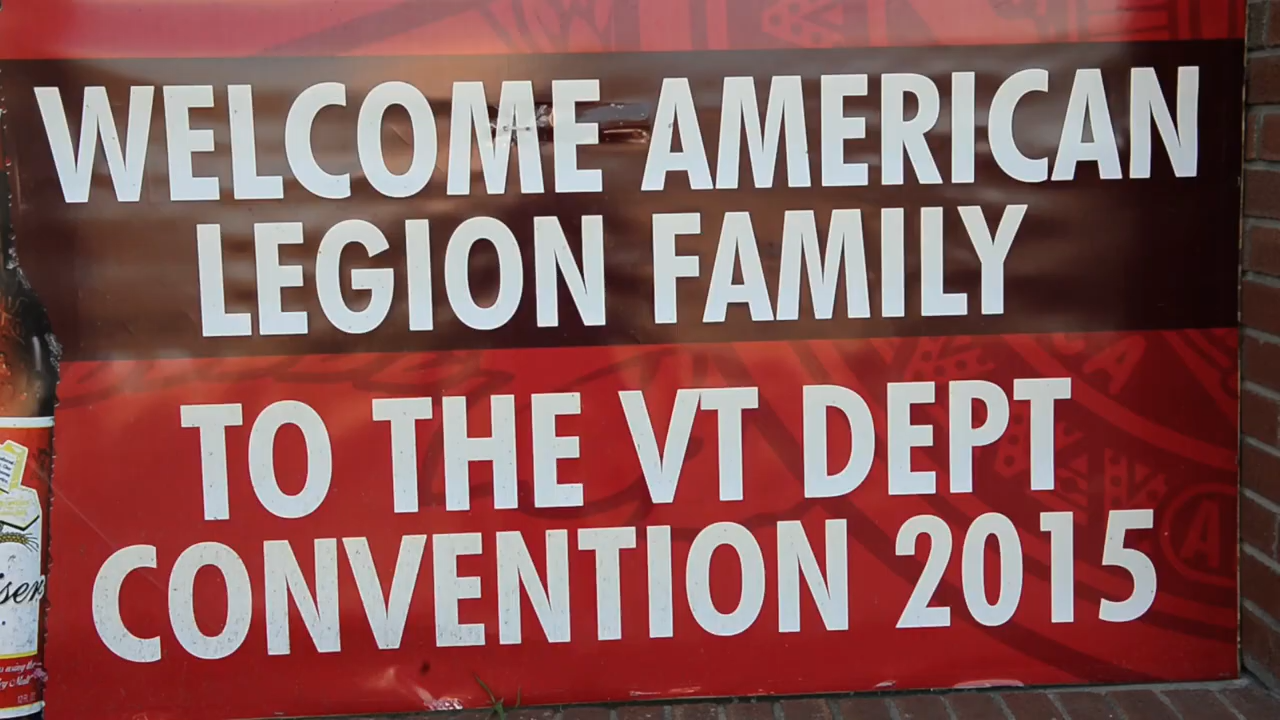 WELCOME AMERICAN
LEGION FAMILY
TO THE VT DEPT
CONVENTION 2015
A